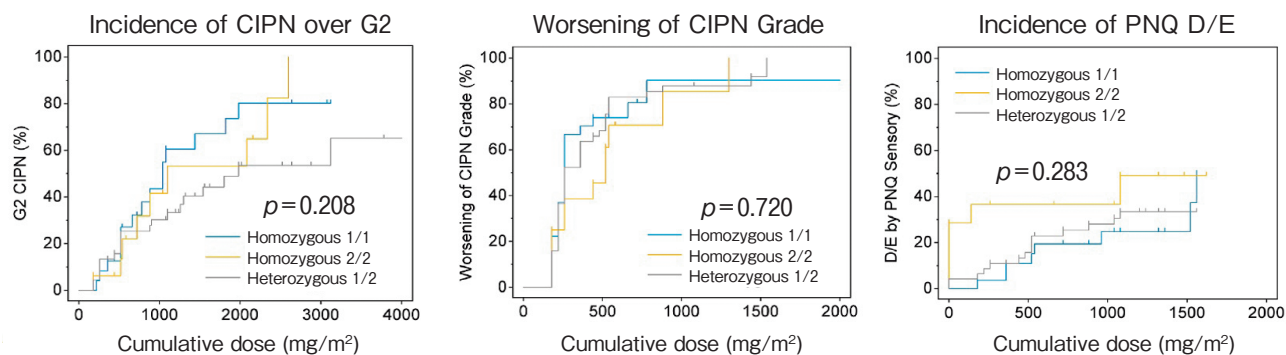 Incidence of CIPN over G2
G2 CIPN (%)
100
80
60
40
20
0
p=0.208
Homozygous 1/1
Homozygous 2/2
Heterozygous 1/2
0 1000 2000 3000 4000
Cumulative dose (mg/m²)
Worsening of CIPN Grade
Worsening of CIPN Grade (%)
100
80
60
40
20
0
p=0.720
Homozygous 1/1
Homozygous 2/2
Heterozygous 1/2
0 500 1000 1500 2000
Cumulative dose (mg/m²)
Incidence of PNQ D/E
D/E by PNQ Sensory (%)
100
80
60
40
20
0
Homozygous 1/1
Homozygous 2/2
Heterozygous 1/2
p=0.283
0 500 1000 1500 2000
Cumulative dose (mg/m²)